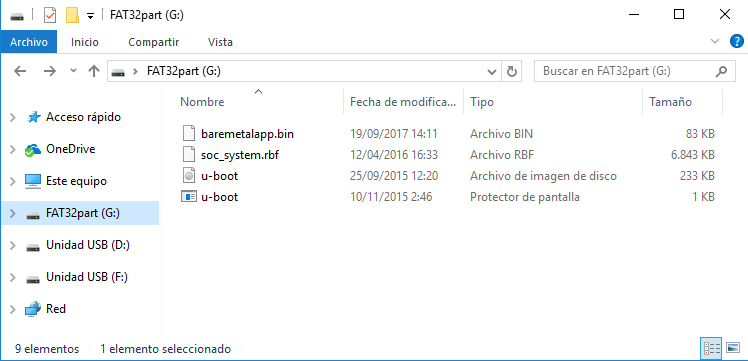 FAT32part (G:)
Archivo Inicio Compartir Vista
FAT32part (G:) Buscar en FAT32part (G:)
Nombre Fecha de modifica... Tipo Tamaño
Acceso rápido
OneDrive
Este equipo
FAT32part (G:)
Unidad USB (D:)
Unidad USB (F:)
Red
baremetalapp.bin 19/09/2017 14:11 Archivo BIN 83 KB
soc_system.rbf 12/04/2016 16:33 Archivo RBF 6.843 KB
u-boot 25/09/2015 12:20 Archivo de imagen de disco 233 KB
u-boot 10/11/2015 2:46 Protector de pantalla 1 KB
9 elementos 1 elemento seleccionado